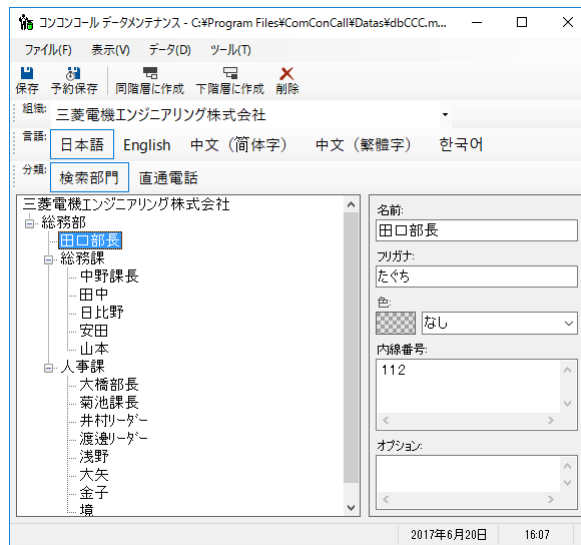 コンコンコール データメンテナンス - C:¥Program Files¥ComConCall¥Datas¥dbCCC.m...
ファイル(F) 表示(V) データ(D) ツール(T)
保存 予約保存 同階層に作成 下階層に作成 削除
組織: 三菱電機エンジニアリング株式会社
言語: 日本語 English 中文（简体字） 中文（繁體字） 한국어
分類: 検索部門 直通電話
三菱電機エンジニアリング株式会社
総務部
田口部長
総務課
中野課長
田中
日比野
安田
山本
人事課
大橋部長
菊池課長
井村リーダー
渡邊リーダー
浅野
大矢
金子
境
名前:
田口部長
フリガナ:
たぐち
色:
なし
内線番号:
112
オプション:
2017年6月20日 16:07